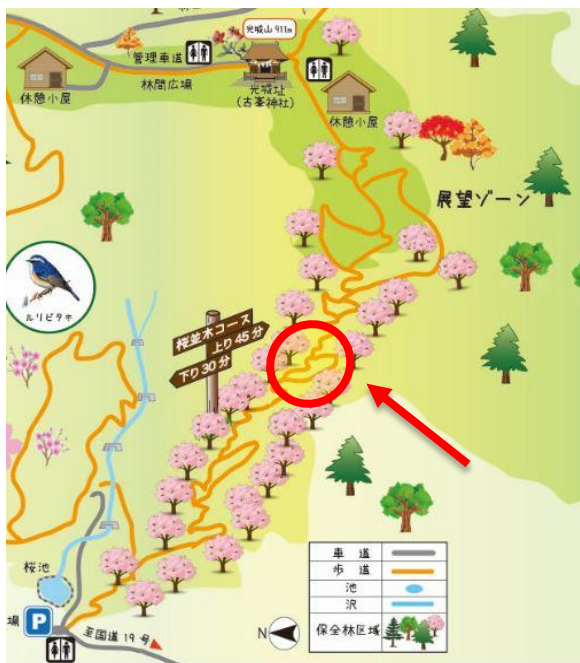 光城山 911m
管理車道
林間広場
休憩小屋
光城址
(古峯神社)
休憩小屋
展望ゾーン
ルリビタキ
桜並木コース
上り45分
下り30分
桜池
場
P
至国道19号
N
車道
歩道
池
沢
保全林区域